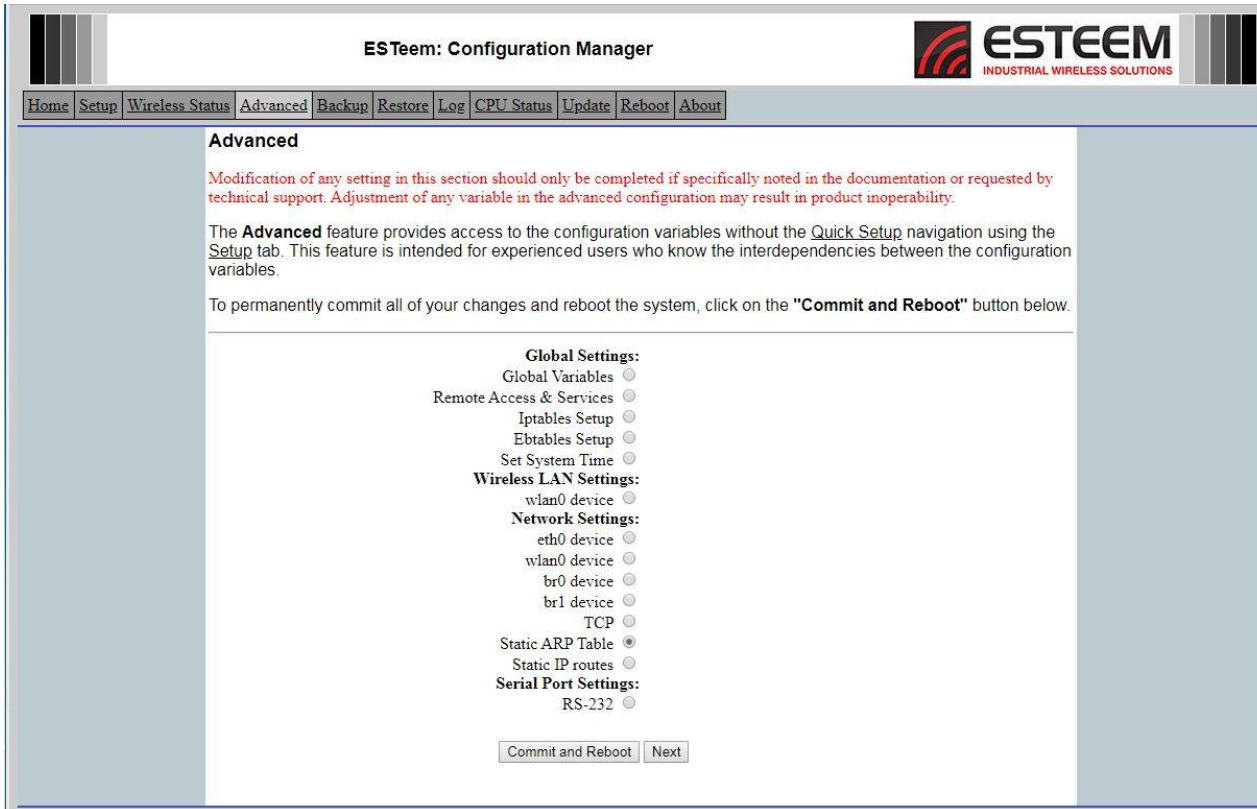 ESTeem: Configuration Manager
ESTEEM
INDUSTRIAL WIRELESS SOLUTIONS
Home Setup Wireless Status Advanced Backup Restore Log CPU Status Update Reboot About
Advanced
Modification of any setting in this section should only be completed if specifically noted in the documentation or requested by
technical support. Adjustment of any variable in the advanced configuration may result in product inoperability.
The Advanced feature provides access to the configuration variables without the Quick Setup navigation using the
Setup tab. This feature is intended for experienced users who know the interdependencies between the configuration
variables.
To permanently commit all of your changes and reboot the system, click on the "Commit and Reboot" button below.
Global Settings:
Global Variables
Remote Access & Services
Iptables Setup
Ebtables Setup
Set System Time
Wireless LAN Settings:
wlan0 device
Network Settings:
eth0 device
wlan0 device
br0 device
br1 device
TCP
Static ARP Table
Static IP routes
Serial Port Settings:
RS-232
Commit and Reboot Next